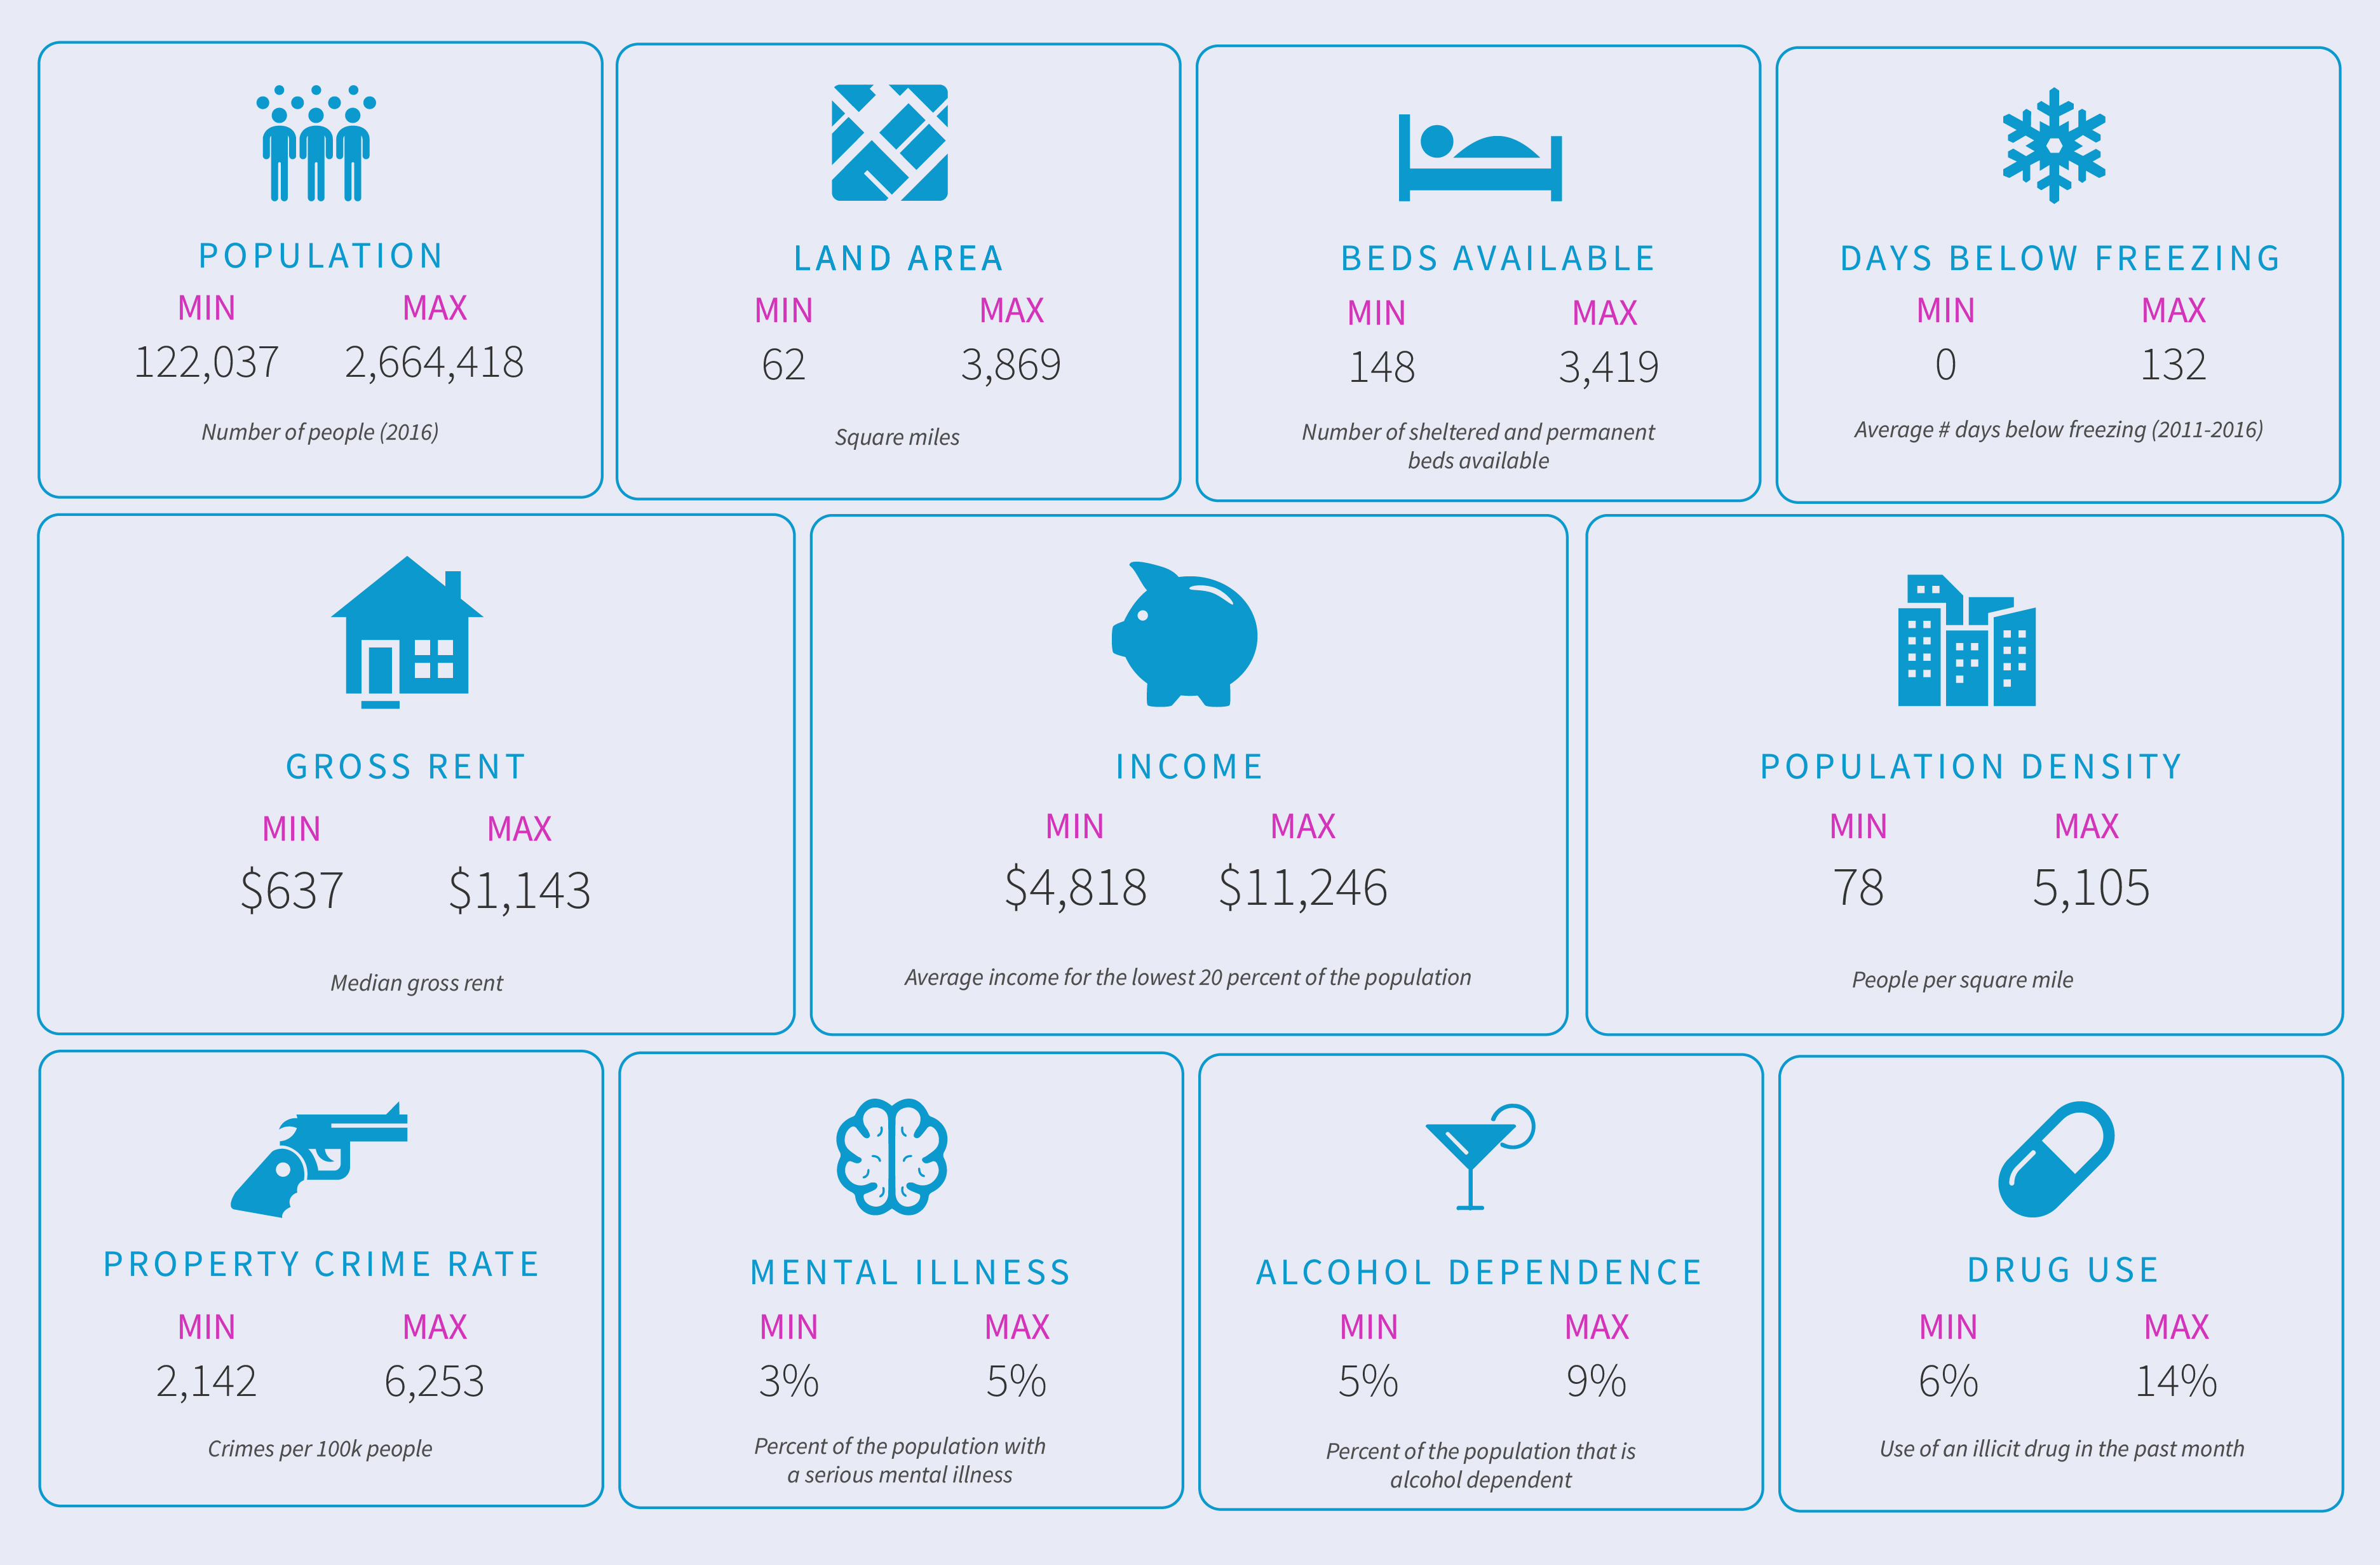 POPULATION
MIN MAX
122,037 2,664,418
Number of people (2016)
LAND AREA
MIN MAX
62 3,869
Square miles
BEDS AVAILABLE
MIN MAX
148 3,419
Number of sheltered and permanent
beds available
DAYS BELOW FREEZING
MIN MAX
0 132
Average # days below freezing (2011-2016)
GROSS RENT
MIN MAX
$637 $1,143
Median gross rent
INCOME
MIN MAX
$4,818 $11,246
Average income for the lowest 20 percent of the population
POPULATION DENSITY
MIN MAX
78 5,105
People per square mile
PROPERTY CRIME RATE
MIN MAX
2,142 6,253
Crimes per 100k people
MENTAL ILLNESS
MIN MAX
3% 5%
Percent of the population with
a serious mental illness
ALCOHOL DEPENDENCE
MIN MAX
5% 9%
Percent of the population that is
alcohol dependent
DRUG USE
MIN MAX
6% 14%
Use of an illicit drug in the past month